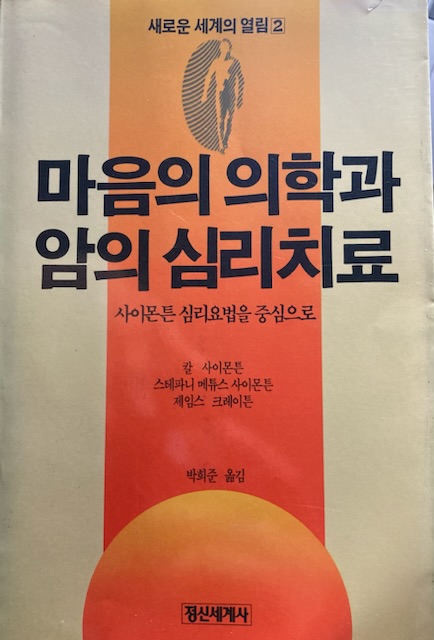 새로운 세계의 열림 2
마음의 의학과
암의 심리치료
사이몬튼 심리요법을 중심으로
칼 사이몬튼
스테파니 메튜스 사이몬튼
제임스 크레이튼
박희준 옮김
정신세계사